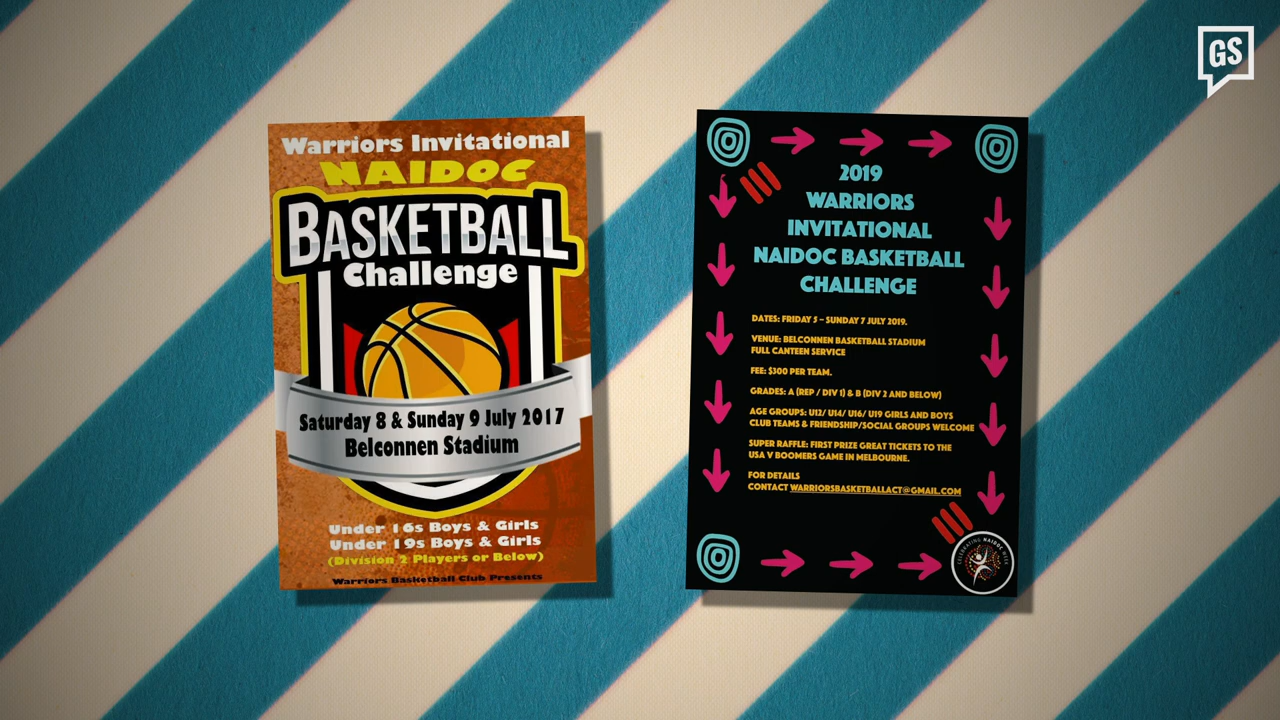 GS
Warriors Invitational
NAIDOC
BASKETBALL
Challenge
Saturday 8 & Sunday 9 July 2017
Belconnen Stadium
Under 16s Boys & Girls
Under 19s Boys & Girls
(Division 2 Players or Below)
Warriors Basketball Club Presents
2019
WARRIORS
INVITATIONAL
NAIDOC BASKETBALL
CHALLENGE
DATES: FRIDAY 5 – SUNDAY 7 JULY 2019.
VENUE: BELCONNEN BASKETBALL STADIUM
FULL CANTEEN SERVICE
FEE: $300 PER TEAM.
GRADES: A (REP / DIV 1) & B (DIV 2 AND BELOW)
AGE GROUPS: U12/ U14/ U16/ U19 GIRLS AND BOYS
CLUB TEAMS & FRIENDSHIP/SOCIAL GROUPS WELCOME
SUPER RAFFLE: FIRST PRIZE GREAT TICKETS TO THE
USA V BOOMERS GAME IN MELBOURNE.
FOR DETAILS
CONTACT WARRIORSBASKETBALLACT@GMAIL.COM
CELEBRATING NAIDOC WEEK